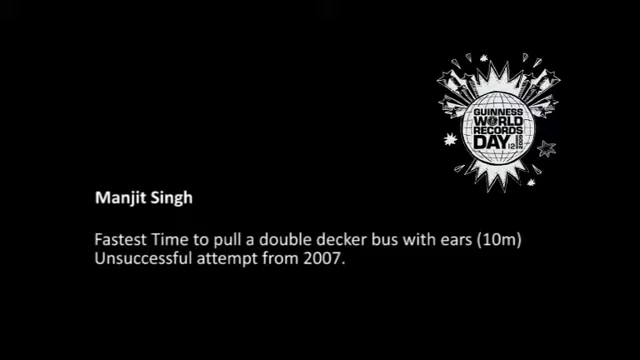 GUINNESS
WORLD
RECORDS
DAY
Manjit Singh
Fastest Time to pull a double decker bus with ears (10m)
Unsuccessful attempt from 2007.